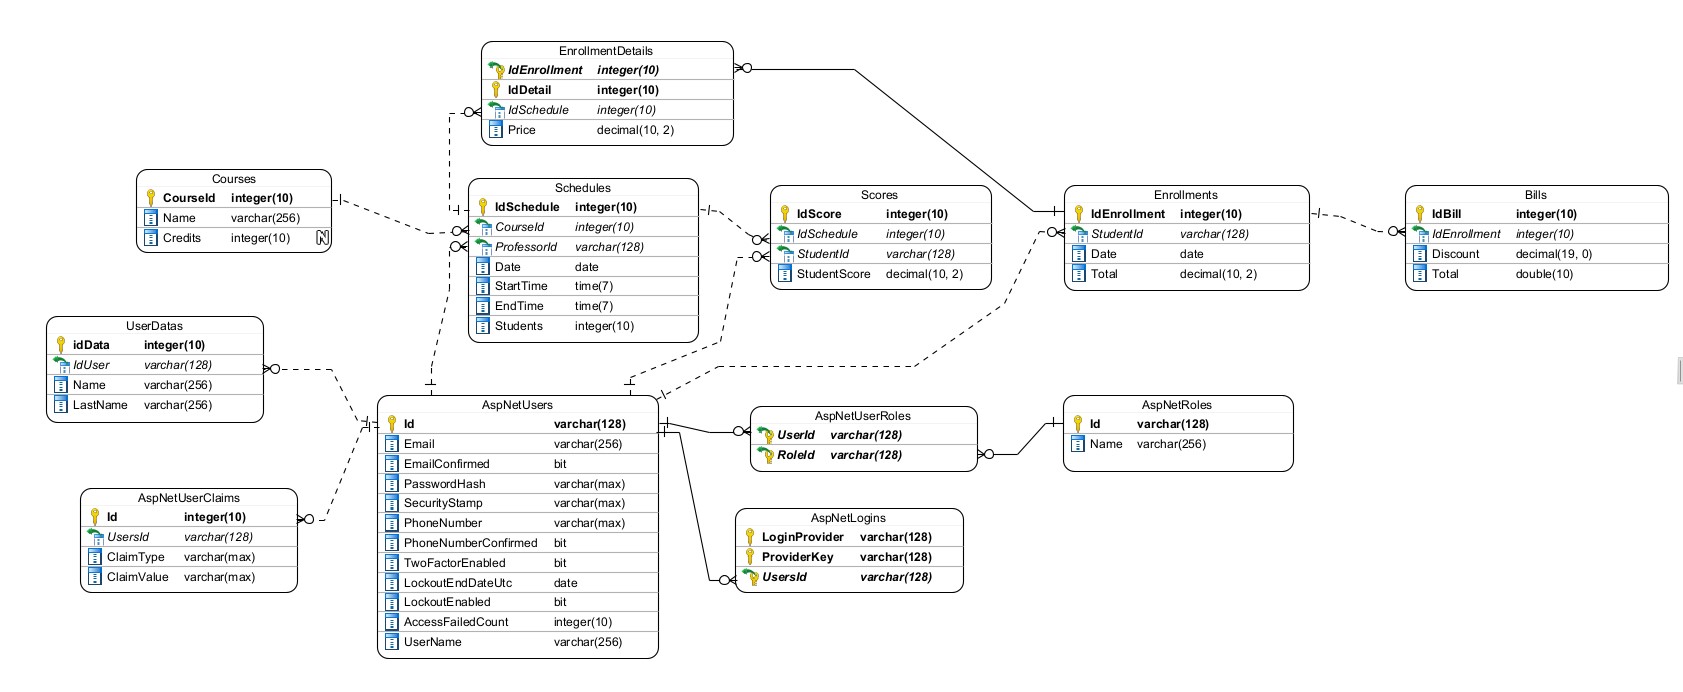 EnrollmentDetails
IdEnrollment integer(10)
IdDetail integer(10)
IdSchedule integer(10)
Price decimal(10, 2)
Courses
CourseId integer(10)
Name varchar(256)
Credits integer(10)
N
Schedules
IdSchedule integer(10)
CourseId integer(10)
ProfessorId varchar(128)
Date date
StartTime time(7)
EndTime time(7)
Students integer(10)
Scores
IdScore integer(10)
IdSchedule integer(10)
StudentId varchar(128)
StudentScore decimal(10, 2)
Enrollments
IdEnrollment integer(10)
StudentId varchar(128)
Date date
Total decimal(10, 2)
Bills
IdBill integer(10)
IdEnrollment integer(10)
Discount decimal(19, 0)
Total double(10)
UserDatas
idData integer(10)
IdUser varchar(128)
Name varchar(256)
LastName varchar(256)
AspNetUsers
Id varchar(128)
Email varchar(256)
EmailConfirmed bit
PasswordHash varchar(max)
SecurityStamp varchar(max)
PhoneNumber varchar(max)
PhoneNumberConfirmed bit
TwoFactorEnabled bit
LockoutEndDateUtc date
LockoutEnabled bit
AccessFailedCount integer(10)
UserName varchar(256)
AspNetUserRoles
UserId varchar(128)
RoleId varchar(128)
AspNetRoles
Id varchar(128)
Name varchar(256)
AspNetUserClaims
Id integer(10)
UsersId varchar(128)
ClaimType varchar(max)
ClaimValue varchar(max)
AspNetLogins
LoginProvider varchar(128)
ProviderKey varchar(128)
UsersId varchar(128)